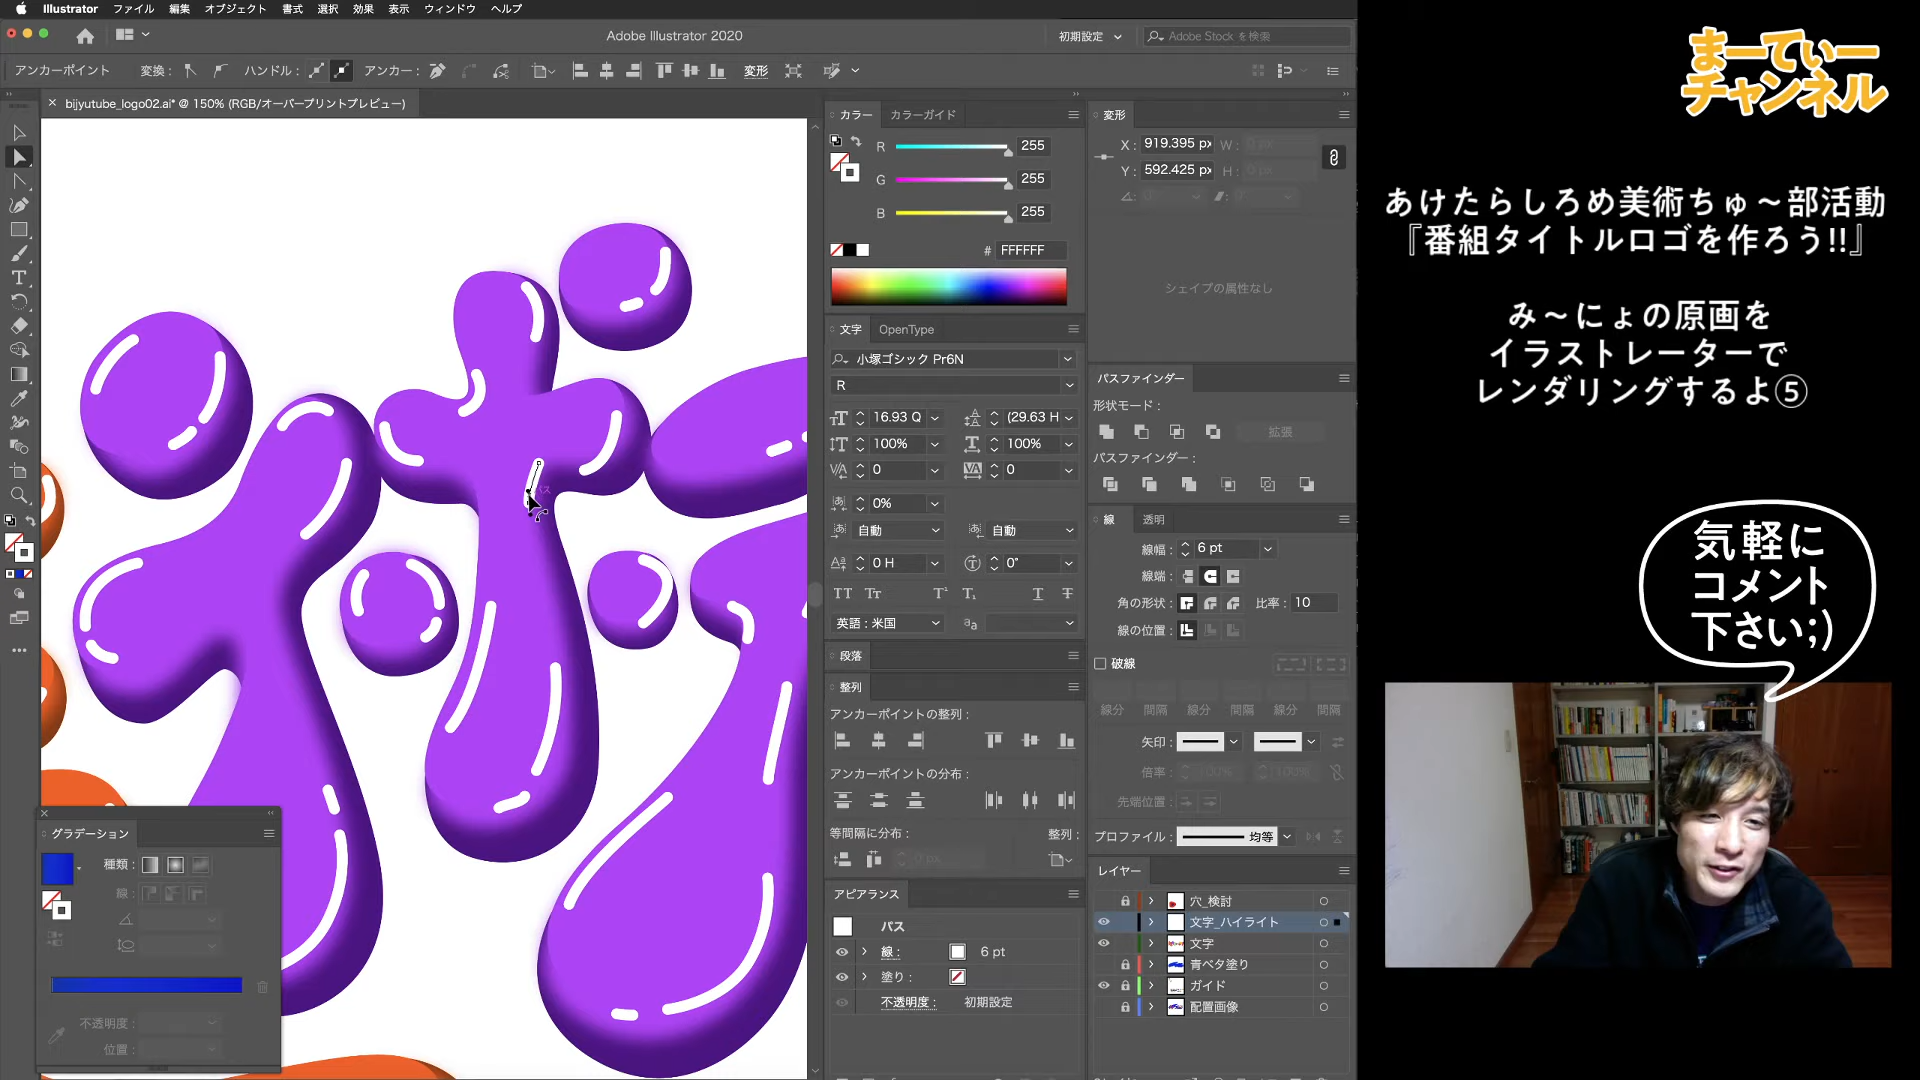 Illustrator ファイル 編集 オブジェクト 書式 選択 効果 表示 ウィンドウ ヘルプ
Adobe Illustrator 2020
初期設定
Adobe Stock を検索
アンカーポイント
変換：
ハンドル：
アンカー：
変形
bijyutube_logo02.ai* @ 150% (RGB/オーバープリントプレビュー)
カラー
カラーガイド
R 255
G 255
B 255
# FFFFFF
文字
OpenType
小塚ゴシック Pr6N
R
16.93 Q
(29.63 H
100%
100%
0
0
0%
自動
自動
0 H
0°
英語：米国
段落
整列
アンカーポイントの整列：
アンカーポイントの分布：
等間隔に分布：
整列：
0 px
アピアランス
パス
線：
6 pt
塗り：
不透明度：
初期設定
変形
X： 919.395 px
W： 0 px
Y： 592.425 px
H： 0 px
シェイプの属性なし
パスファインダー
形状モード：
拡張
パスファインダー：
線
透明
線幅： 6 pt
線端：
角の形状：
比率： 10
線の位置：
破線
線分 間隔 線分 間隔 線分 間隔
矢印：
倍率： 100% 100%
先端位置：
プロファイル：
均等
レイヤー
穴_検討
文字_ハイライト
文字
青ベタ塗り
ガイド
配置画像
グラデーション
種類：
線：
不透明度：
位置：
パス
まーてぃー
チャンネル
あけたらしろめ美術ちゅ～部活動
『番組タイトルロゴを作ろう!!』
み～にょの原画を
イラストレーターで
レンダリングするよ⑤
気軽に
コメント
下さい;)